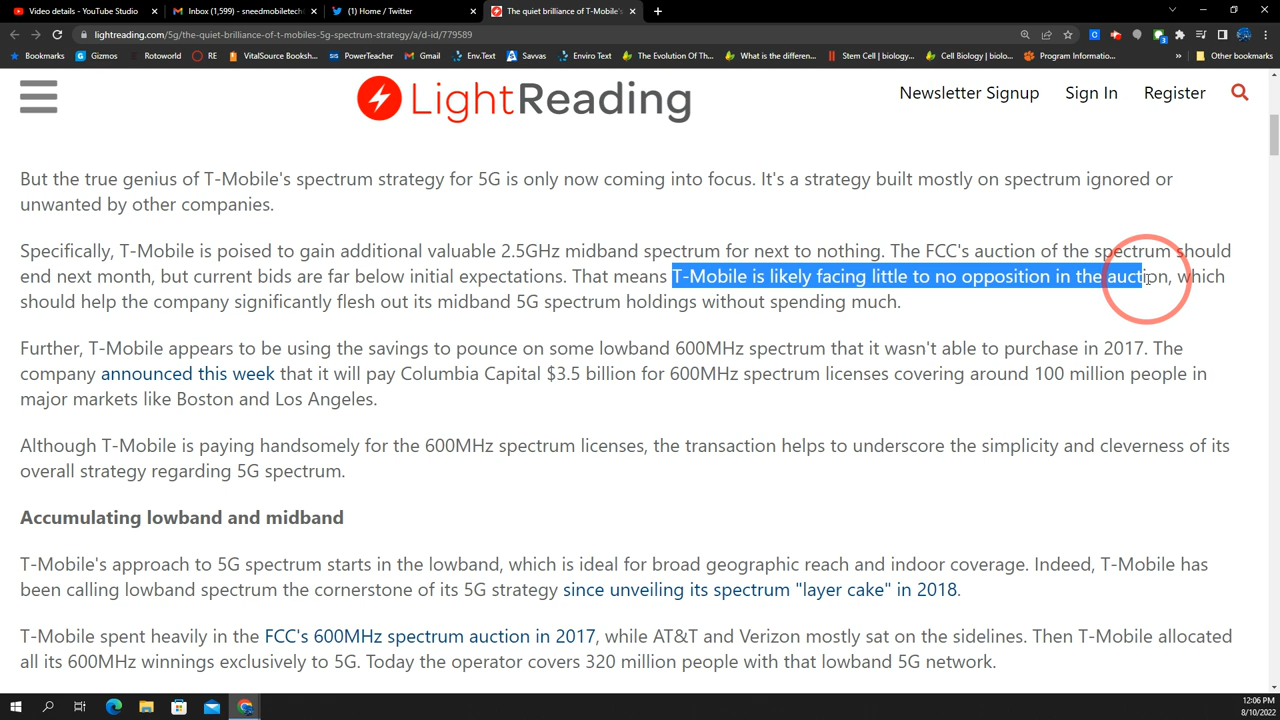 Video details - YouTube Studio
Inbox (1,599) - sneedmobiletech
(1) Home / Twitter
The quiet brilliance of T-Mobile's
lightreading.com/5g/the-quiet-brilliance-of-t-mobiles-5g-spectrum-strategy/a/d-id/779589
Bookmarks Gizmos Rotoworld RE VitalSource Booksh... PowerTeacher Gmail Env.Text Savvas Enviro Text The Evolution Of Th... What is the differen... Stem Cell | biology... Cell Biology | biolo... Program Informatio... » Other bookmarks
LightReading
Newsletter Signup Sign In Register
But the true genius of T-Mobile's spectrum strategy for 5G is only now coming into focus. It's a strategy built mostly on spectrum ignored or
unwanted by other companies.
Specifically, T-Mobile is poised to gain additional valuable 2.5GHz midband spectrum for next to nothing. The FCC's auction of the spectrum should
end next month, but current bids are far below initial expectations. That means T-Mobile is likely facing little to no opposition in the auction, which
should help the company significantly flesh out its midband 5G spectrum holdings without spending much.
Further, T-Mobile appears to be using the savings to pounce on some lowband 600MHz spectrum that it wasn't able to purchase in 2017. The
company announced this week that it will pay Columbia Capital $3.5 billion for 600MHz spectrum licenses covering around 100 million people in
major markets like Boston and Los Angeles.
Although T-Mobile is paying handsomely for the 600MHz spectrum licenses, the transaction helps to underscore the simplicity and cleverness of its
overall strategy regarding 5G spectrum.
Accumulating lowband and midband
T-Mobile's approach to 5G spectrum starts in the lowband, which is ideal for broad geographic reach and indoor coverage. Indeed, T-Mobile has
been calling lowband spectrum the cornerstone of its 5G strategy since unveiling its spectrum "layer cake" in 2018.
T-Mobile spent heavily in the FCC's 600MHz spectrum auction in 2017, while AT&T and Verizon mostly sat on the sidelines. Then T-Mobile allocated
all its 600MHz winnings exclusively to 5G. Today the operator covers 320 million people with that lowband 5G network.
12:06 PM
8/10/2022